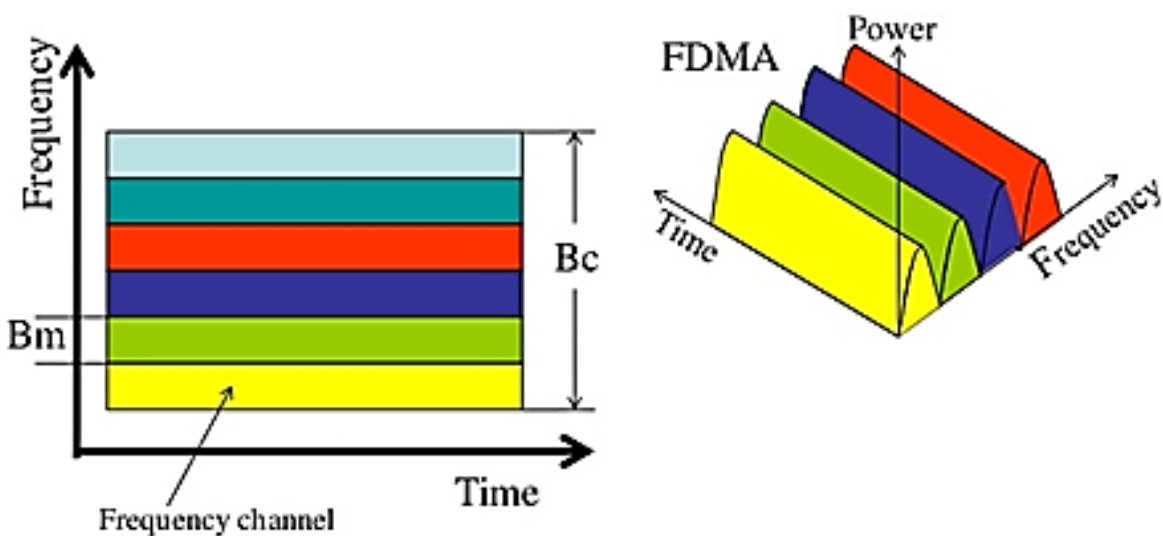 Frequency
Bm
Bc
Time
Frequency channel
FDMA
Power
Time
Frequency